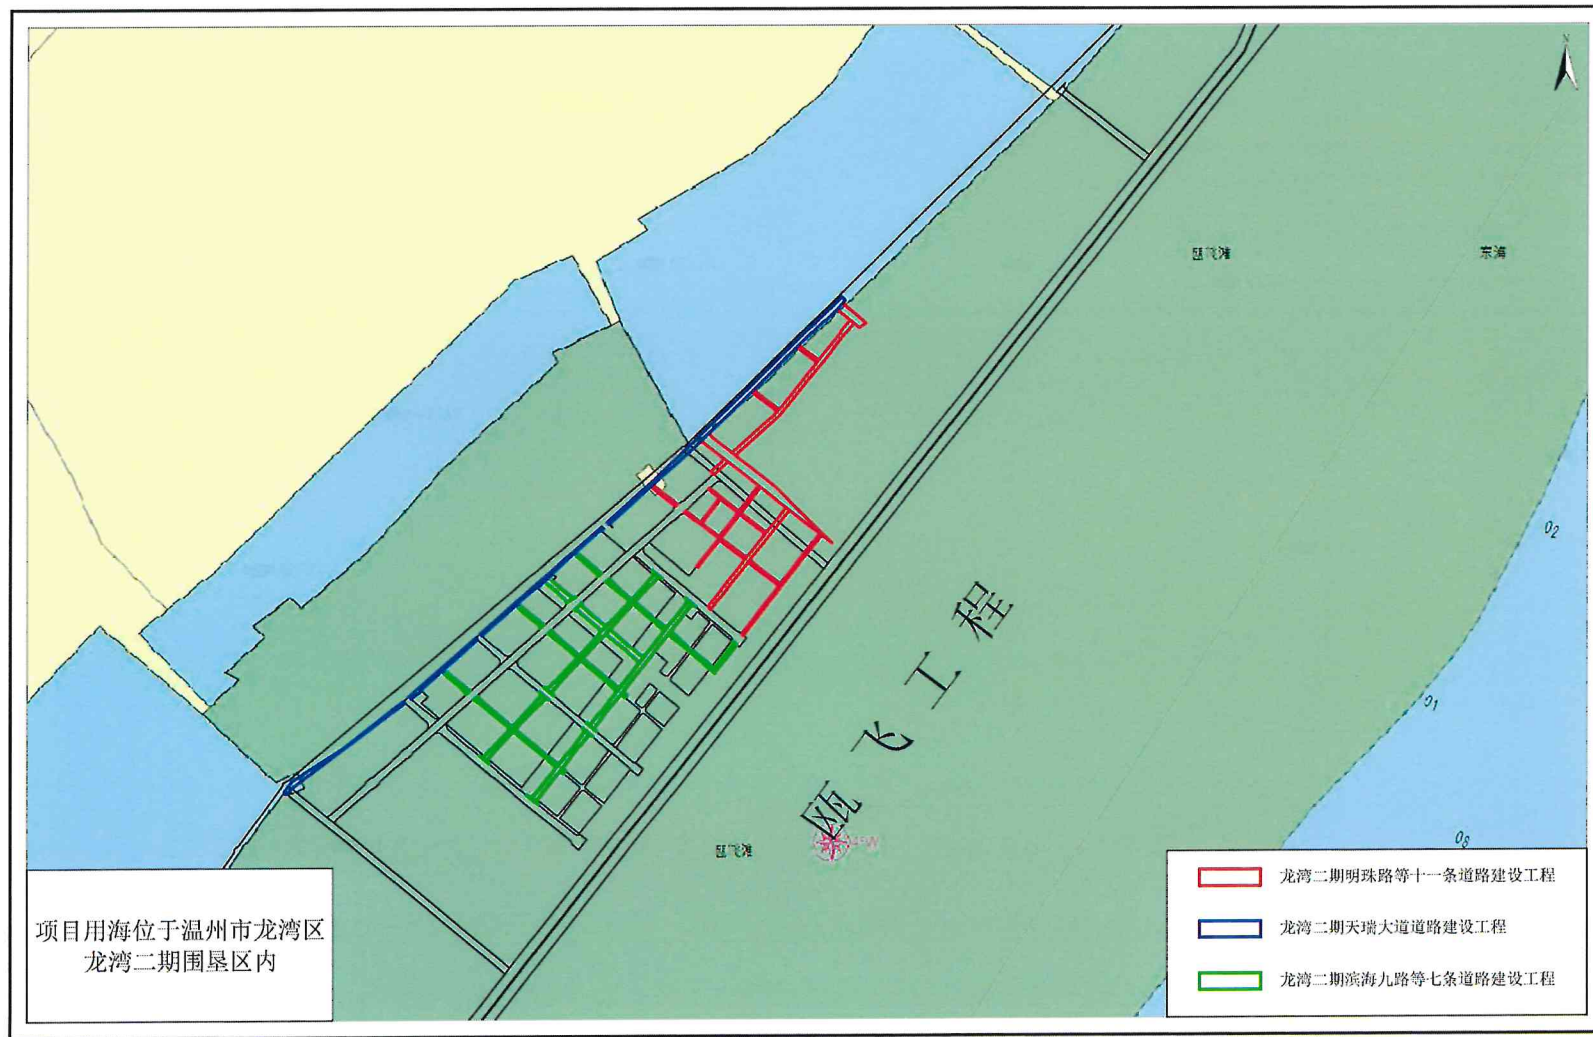 N
瓯飞滩
东海
0₂
瓯飞工程
0₁
0₈
瓯飞滩
4°W
龙湾二期明珠路等十一条道路建设工程
龙湾二期天瑞大道道路建设工程
龙湾二期滨海九路等七条道路建设工程
项目用海位于温州市龙湾区
龙湾二期围垦区内